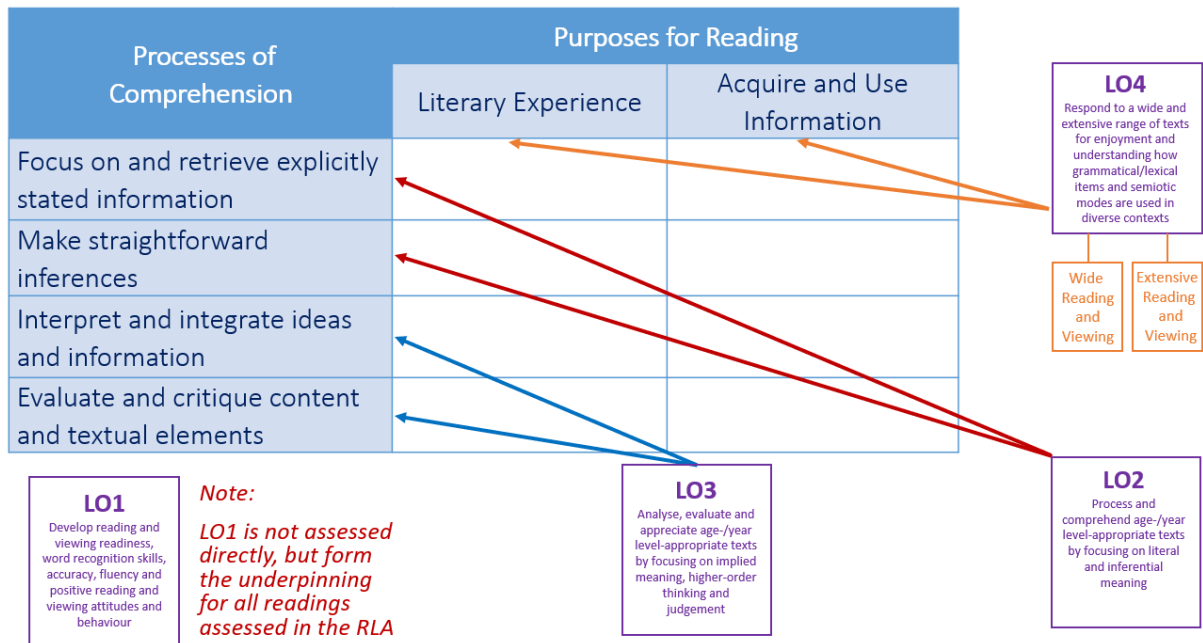 Processes of
Comprehension
Purposes for Reading
Literary Experience
Acquire and Use
Information
Focus on and retrieve explicitly
stated information
Make straightforward
inferences
Interpret and integrate ideas
and information
Evaluate and critique content
and textual elements
LO4
Respond to a wide and
extensive range of texts
for enjoyment and
understanding how
grammatical/lexical
items and semiotic
modes are used in
diverse contexts
Wide
Reading
and
Viewing
Extensive
Reading
and
Viewing
LO1
Develop reading and
viewing readiness,
word recognition skills,
accuracy, fluency and
positive reading and
viewing attitudes and
behaviour
Note:
LO1 is not assessed
directly, but form
the underpinning
for all readings
assessed in the RLA
LO3
Analyse, evaluate and
appreciate age-/year
level-appropriate texts
by focusing on implied
meaning, higher-order
thinking and
judgement
LO2
Process and
comprehend age-/year
level-appropriate texts
by focusing on literal
and inferential
meaning